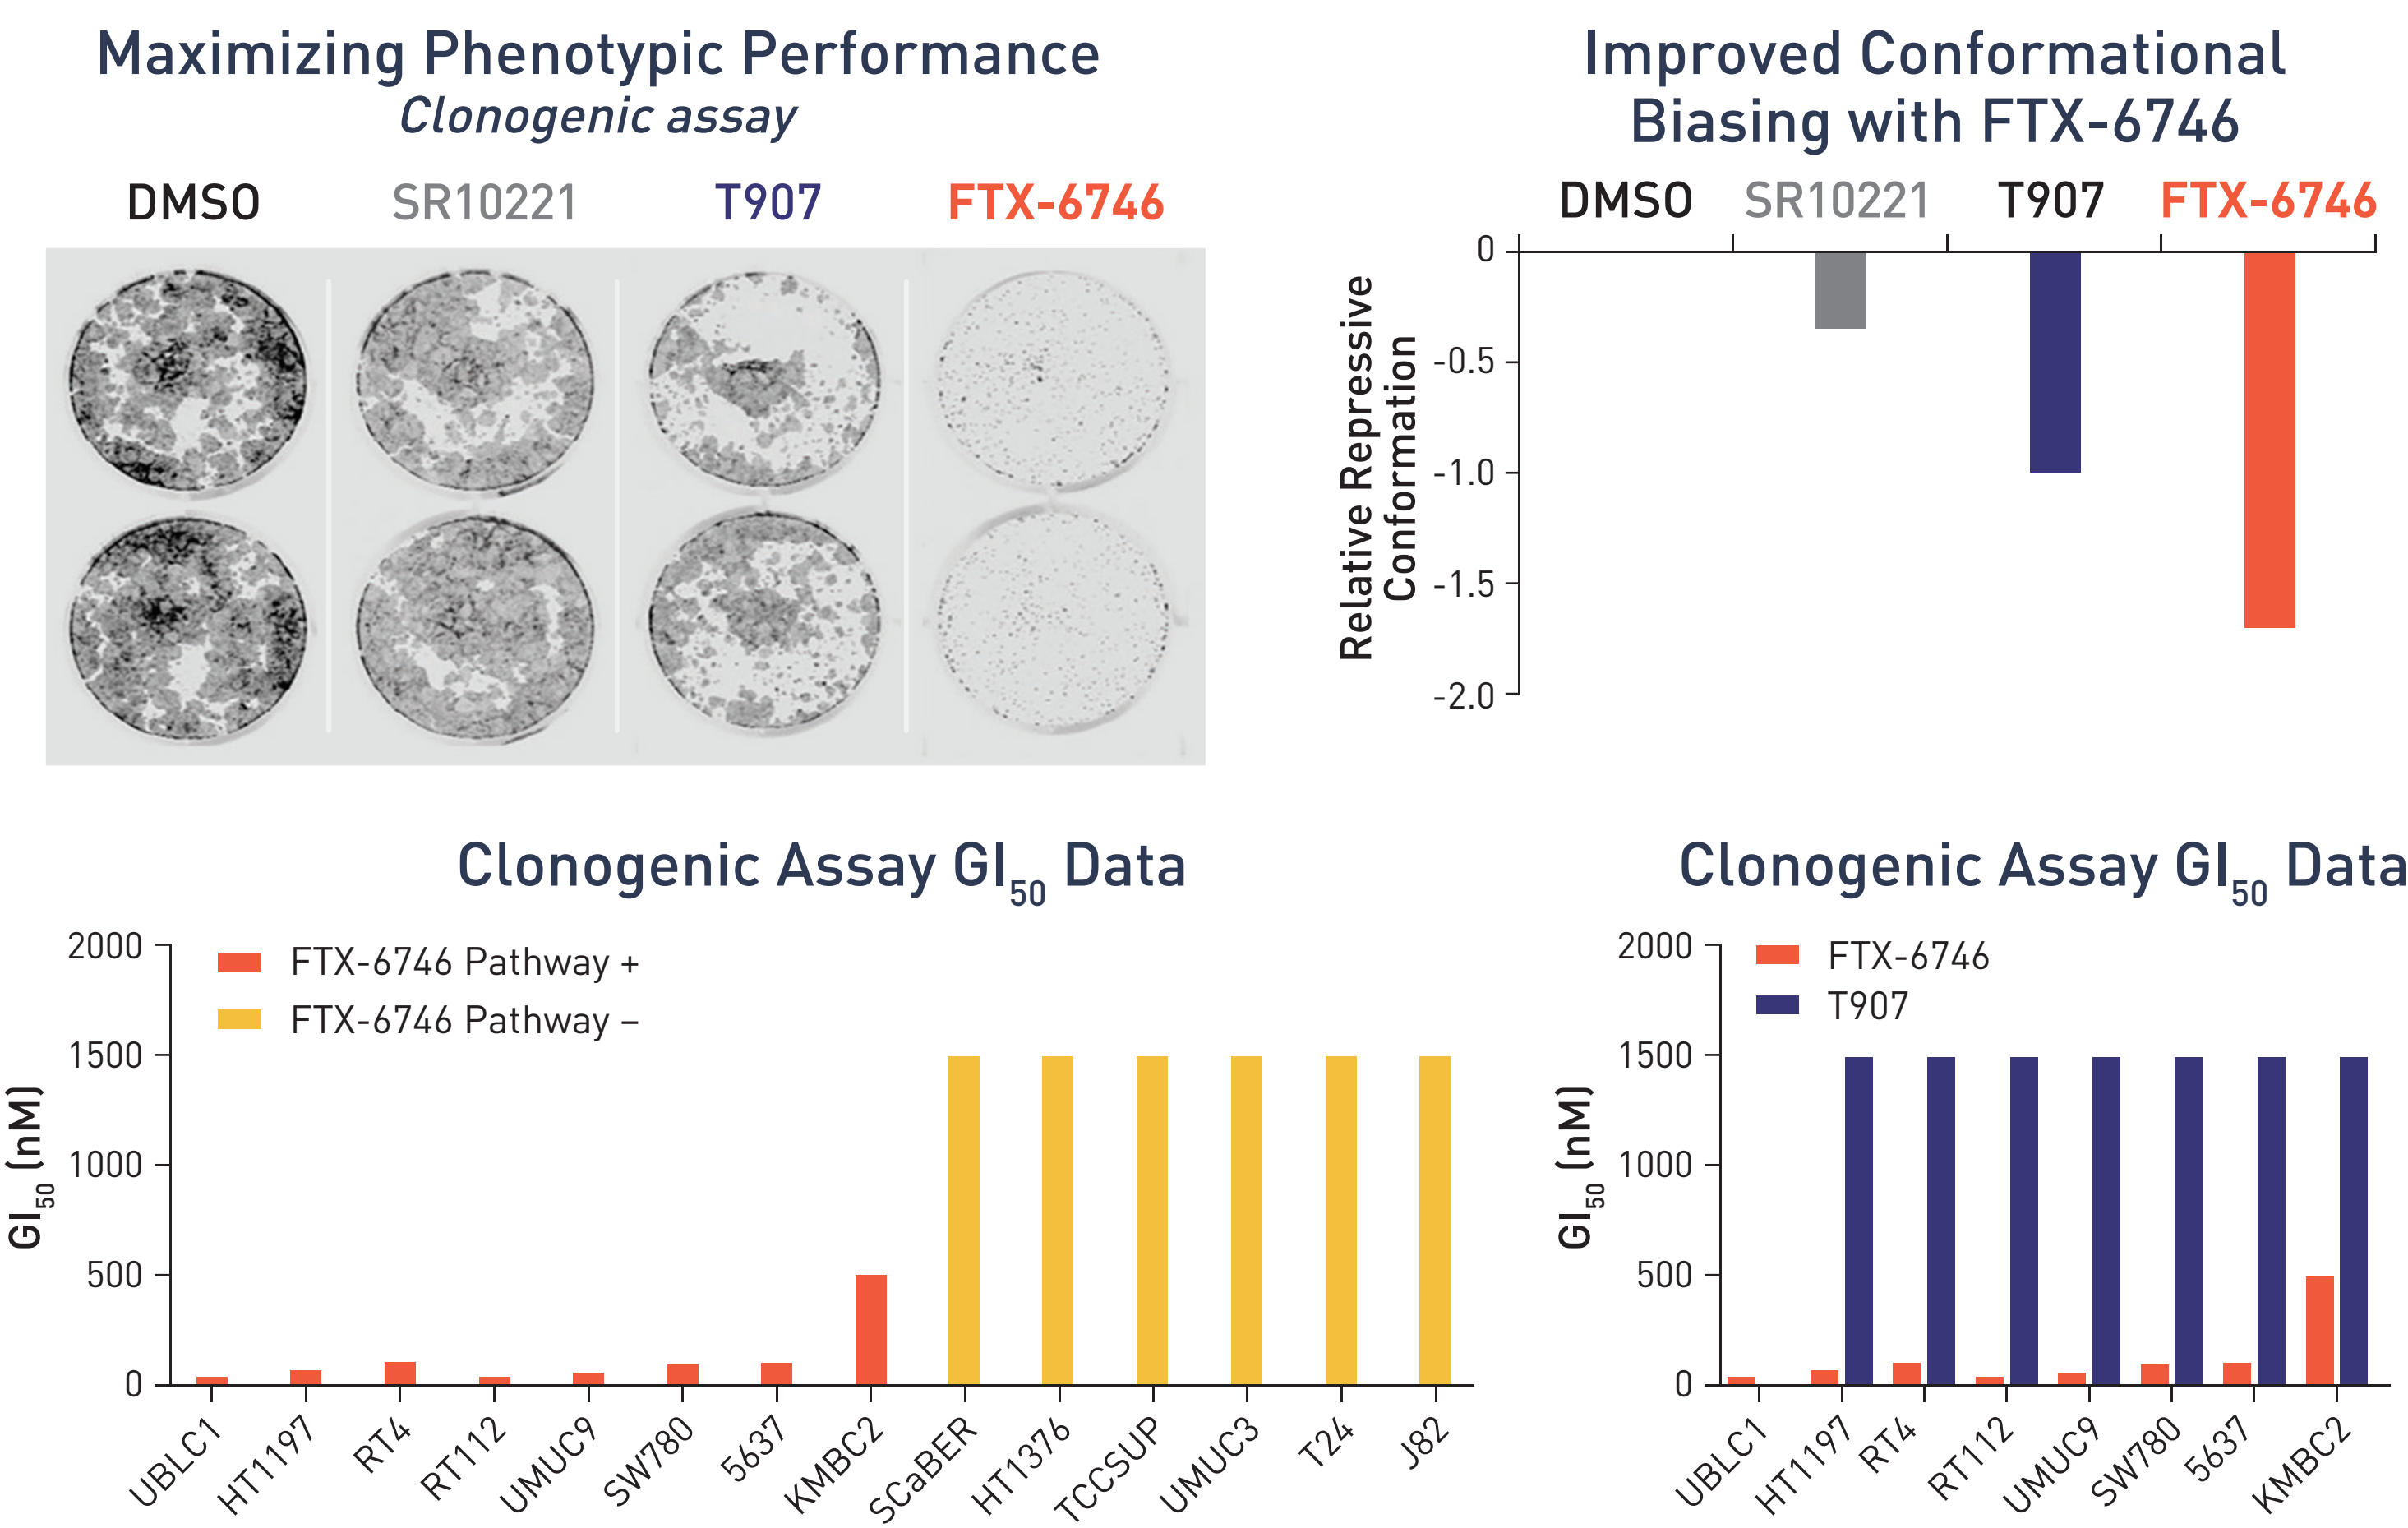 Maximizing Phenotypic Performance
Clonogenic assay
DMSO SR10221 T907 FTX-6746
Improved Conformational
Biasing with FTX-6746
DMSO SR10221 T907 FTX-6746
Relative Repressive
Conformation
0
-0.5
-1.0
-1.5
-2.0
Clonogenic Assay GI50 Data
FTX-6746 Pathway +
FTX-6746 Pathway –
GI50 (nM)
2000
1500
1000
500
0
UBLC1 HT1197 RT4 RT112 UMUC9 SW780 5637 KMBC2 SCaBER HT1376 TCCSUP UMUC3 T24 J82
Clonogenic Assay GI50 Data
FTX-6746
T907
GI50 (nM)
2000
1500
1000
500
0
UBLC1 HT1197 RT4 RT112 UMUC9 SW780 5637 KMBC2